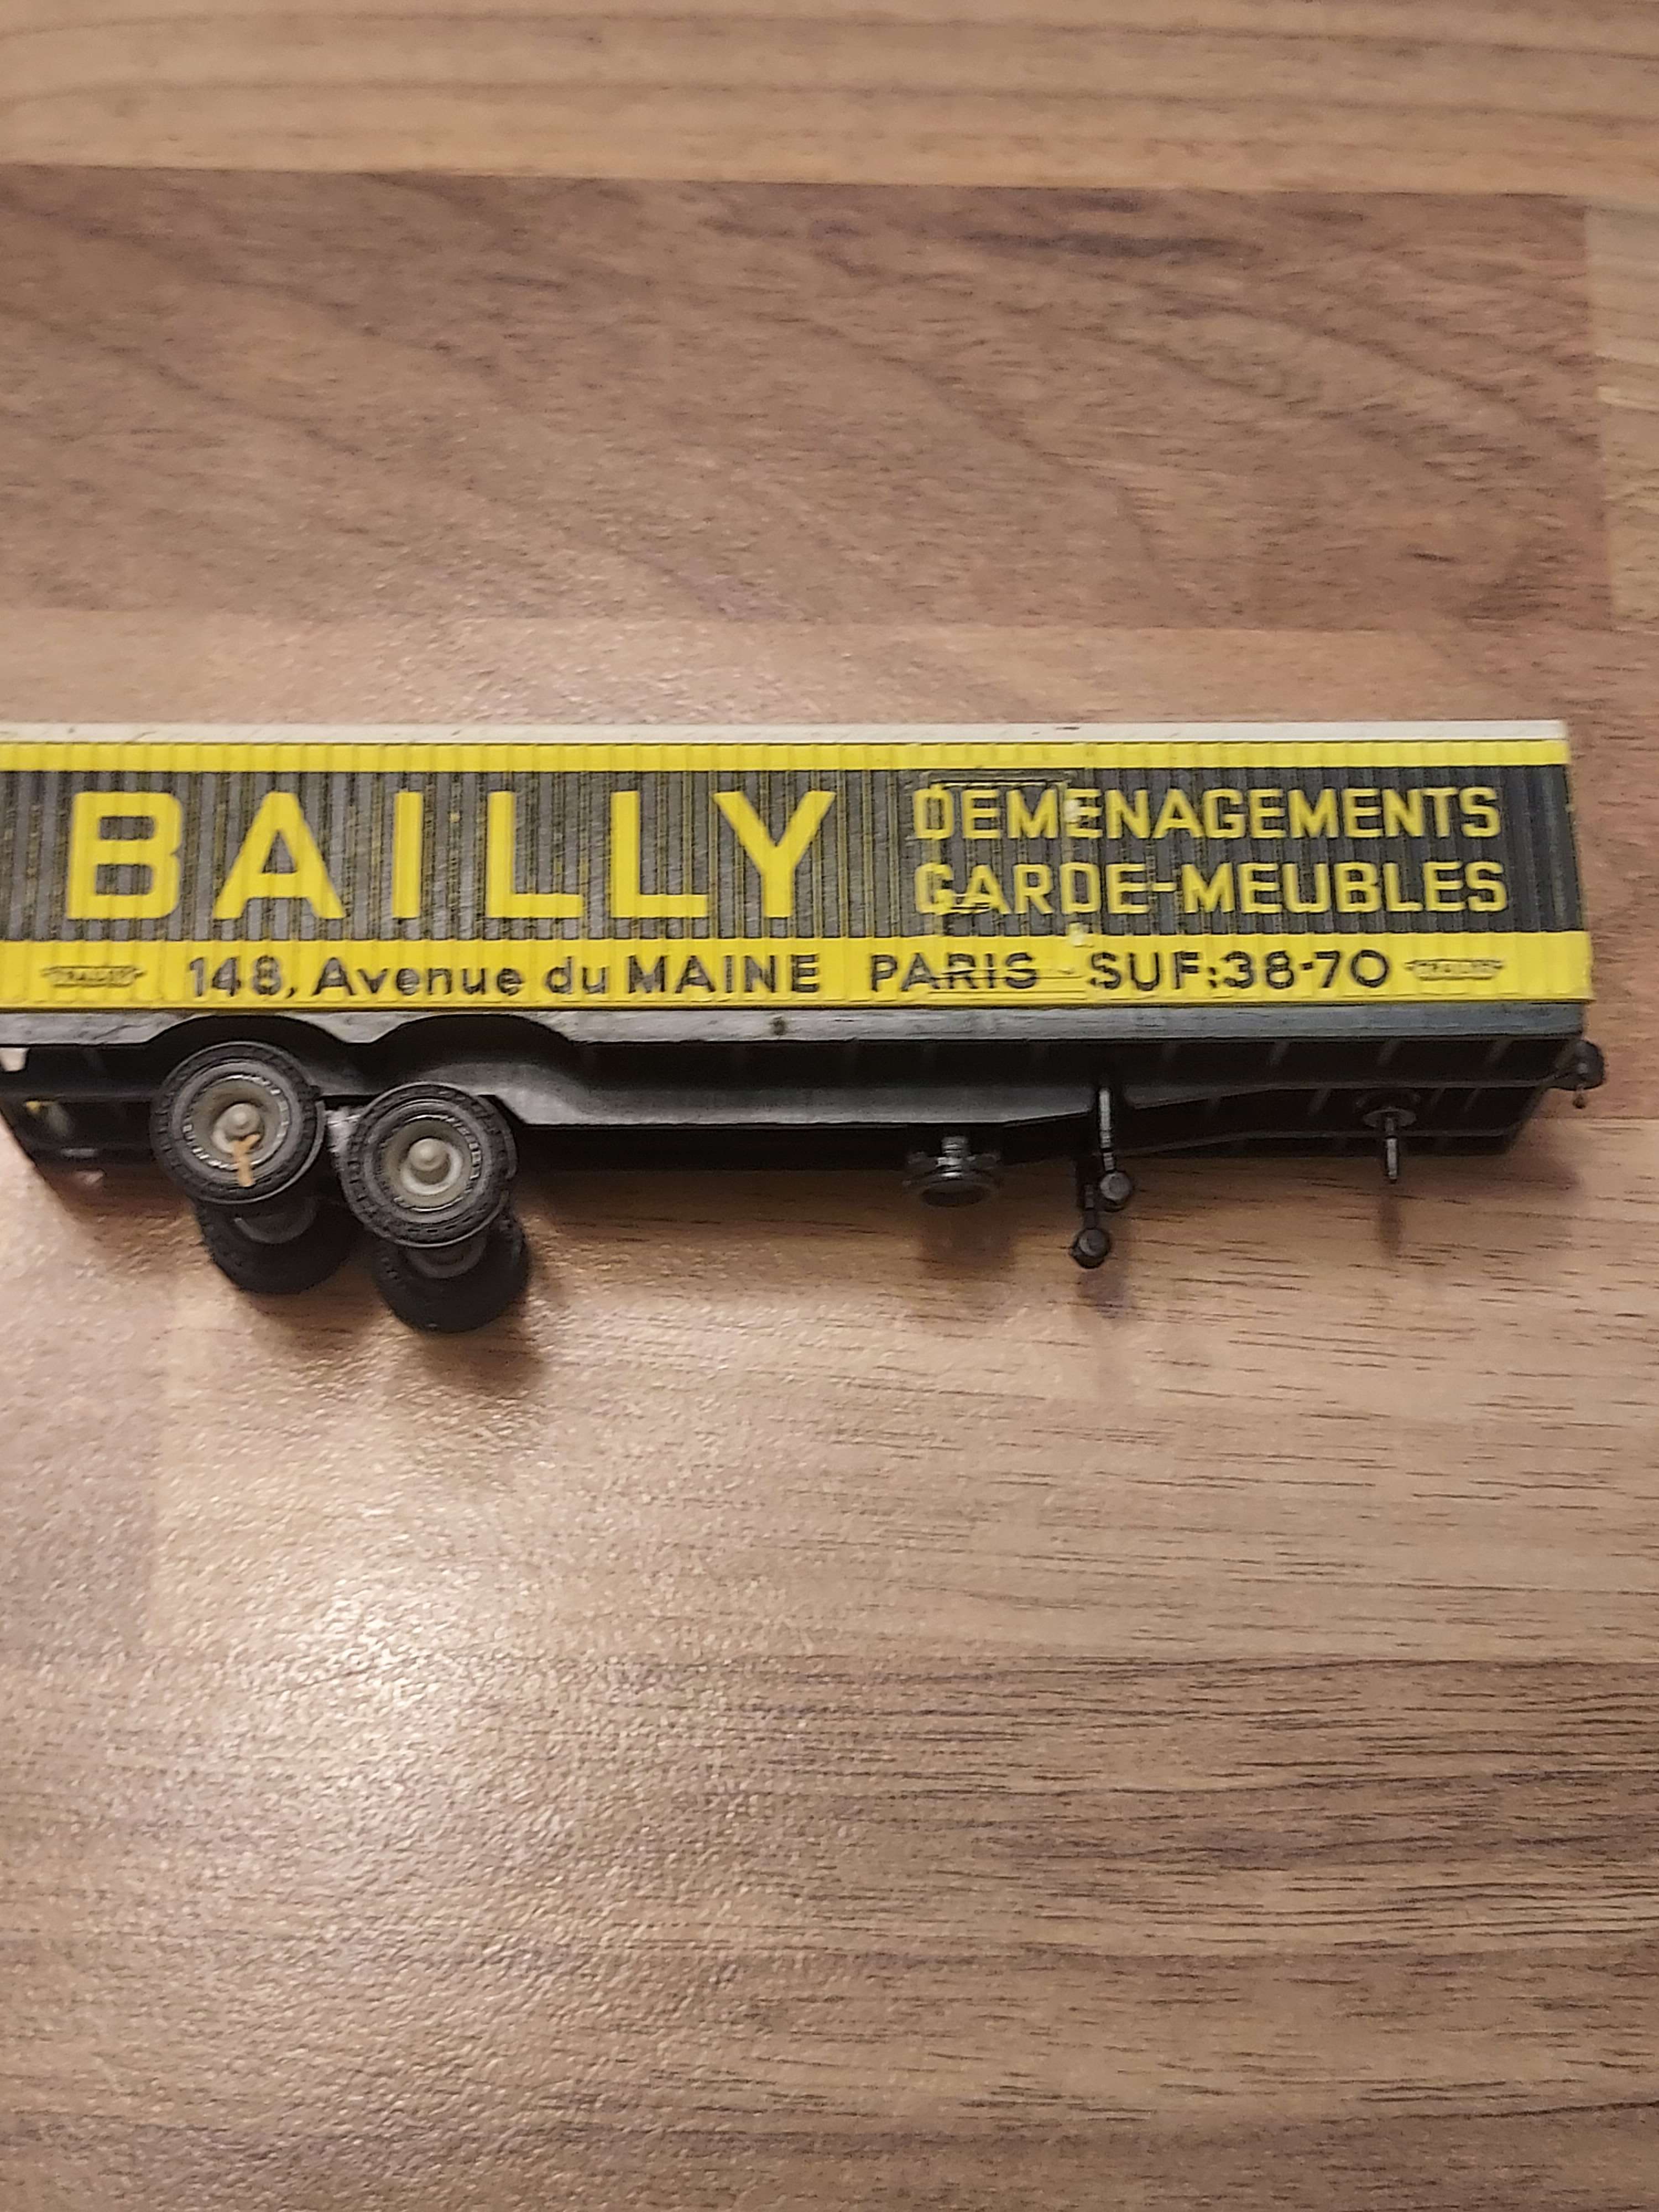 BAILLY
DEMENAGEMENTS
GARDE-MEUBLES
148, Avenue du MAINE PARIS SUF:38-70